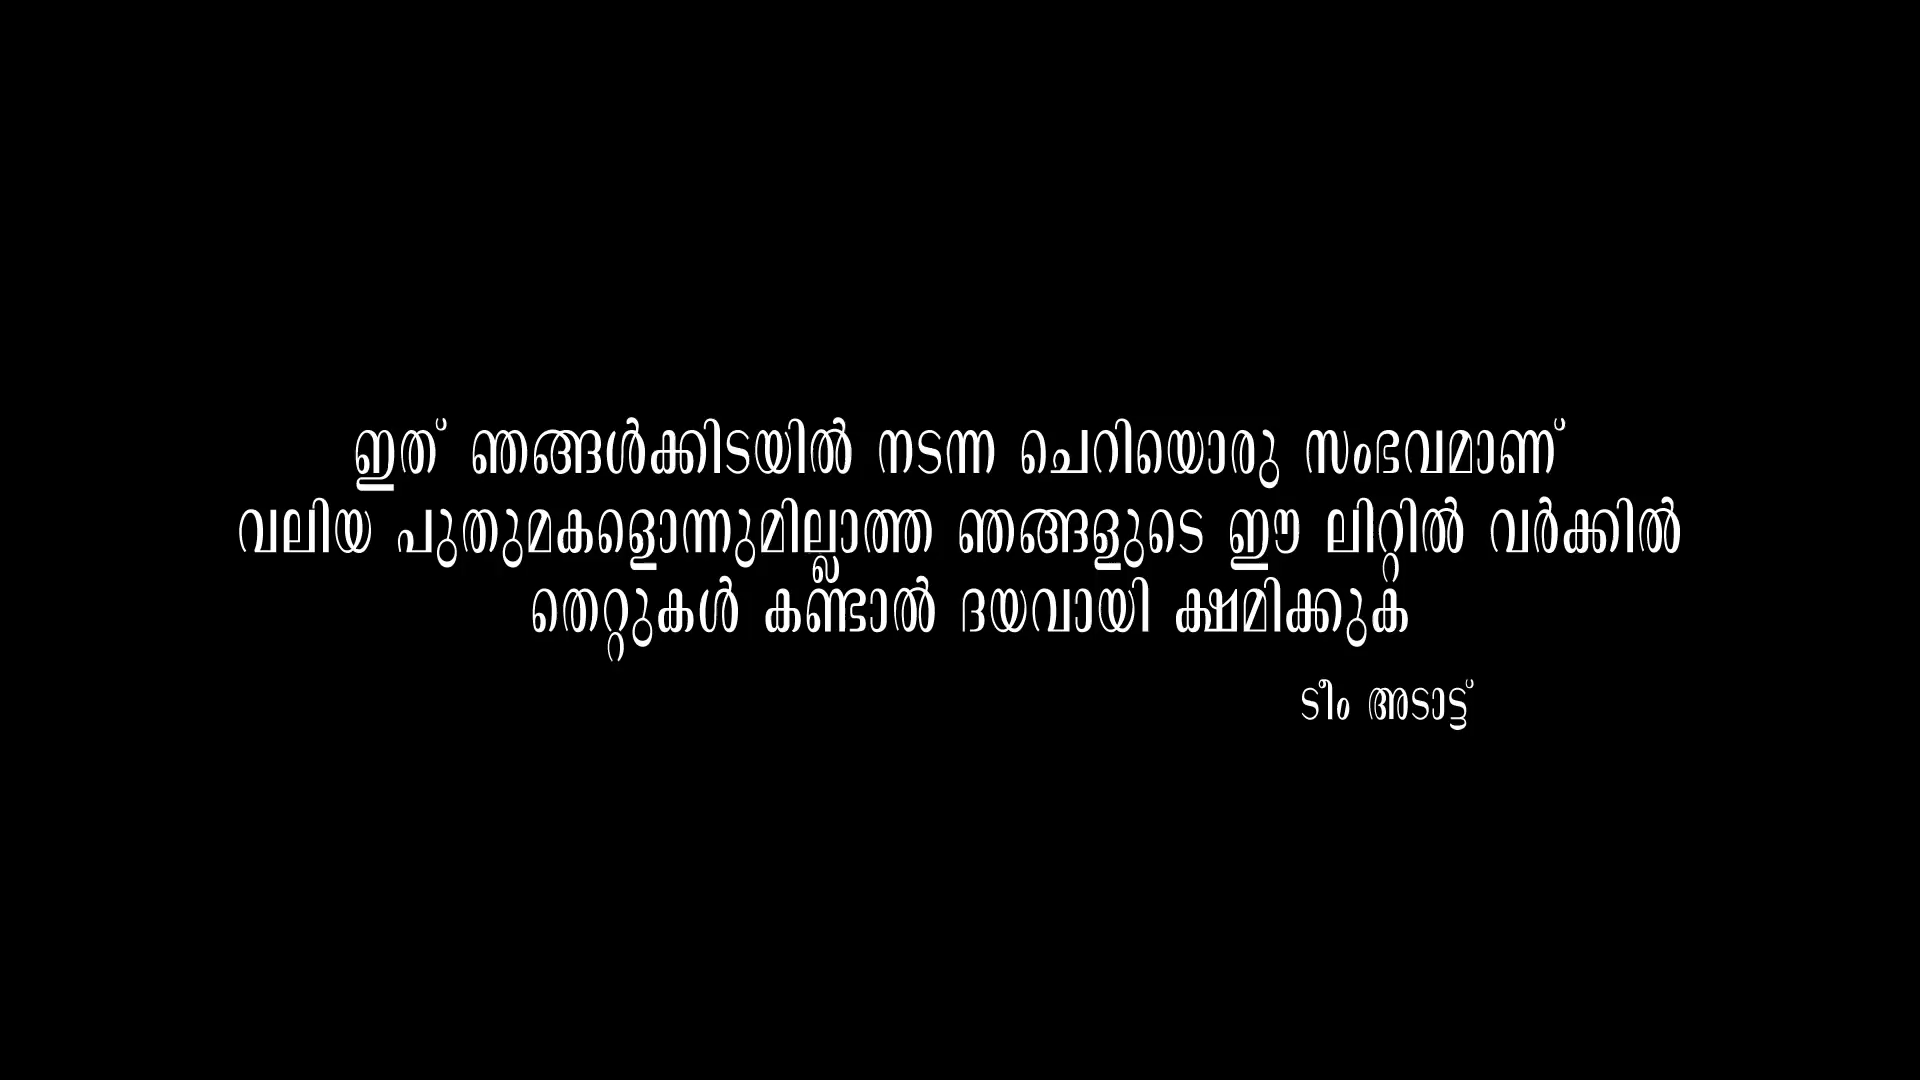 ഇത് ഞങ്ങൾക്കിടയിൽ നടന്ന ചെറിയൊരു സംഭവമാണ്
വലിയ പുതുമകളൊന്നുമില്ലാത്ത ഞങ്ങളുടെ ഈ ലിറ്റിൽ വർക്കിൽ
തെറ്റുകൾ കണ്ടാൽ ദയവായി ക്ഷമിക്കുക
ടീം അടാട്ട്